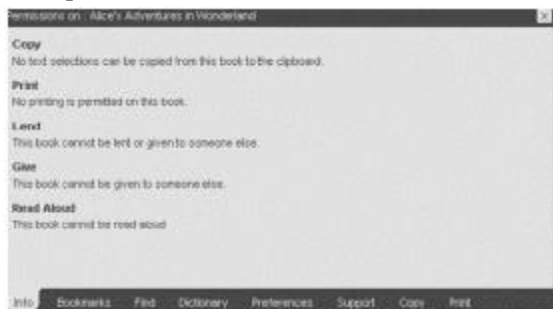 Permissions on : Alice's Adventures in Wonderland
Copy
No text selections can be copied from this book to the clipboard.
Print
No printing is permitted on this book.
Lend
This book cannot be lent or given to someone else.
Give
This book cannot be given to someone else.
Read Aloud
This book cannot be read aloud
Info Bookmarks Find Dictionary Preferences Support Copy Print